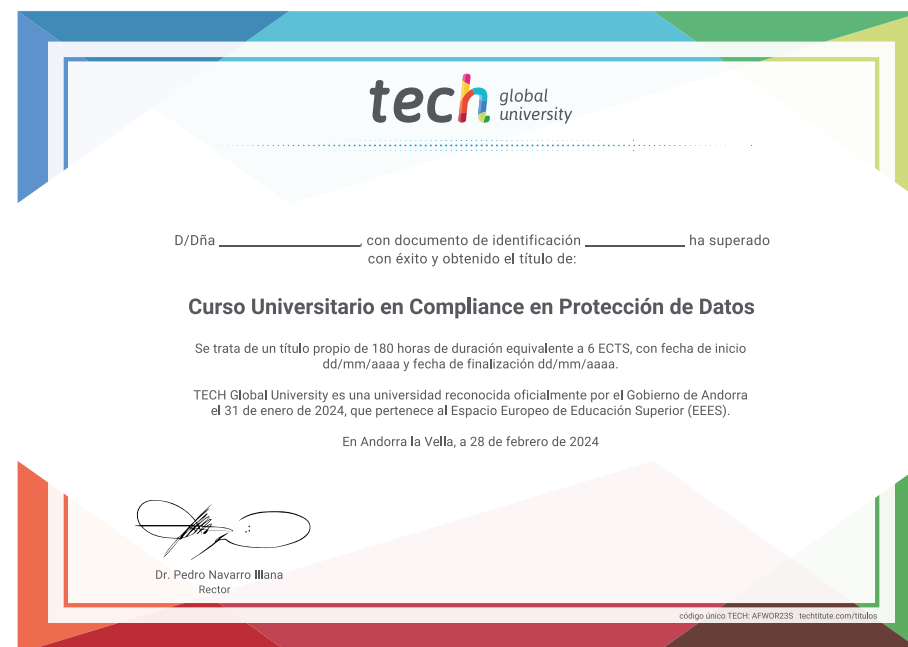 tech global university
D/Dña ____________________, con documento de identificación ______________ ha superado
con éxito y obtenido el título de:
Curso Universitario en Compliance en Protección de Datos
Se trata de un título propio de 180 horas de duración equivalente a 6 ECTS, con fecha de inicio
dd/mm/aaaa y fecha de finalización dd/mm/aaaa.
TECH Global University es una universidad reconocida oficialmente por el Gobierno de Andorra
el 31 de enero de 2024, que pertenece al Espacio Europeo de Educación Superior (EEES).
En Andorra la Vella, a 28 de febrero de 2024
Dr. Pedro Navarro Illana
Rector
código único TECH: AFWOR23S techtitute.com/titulos